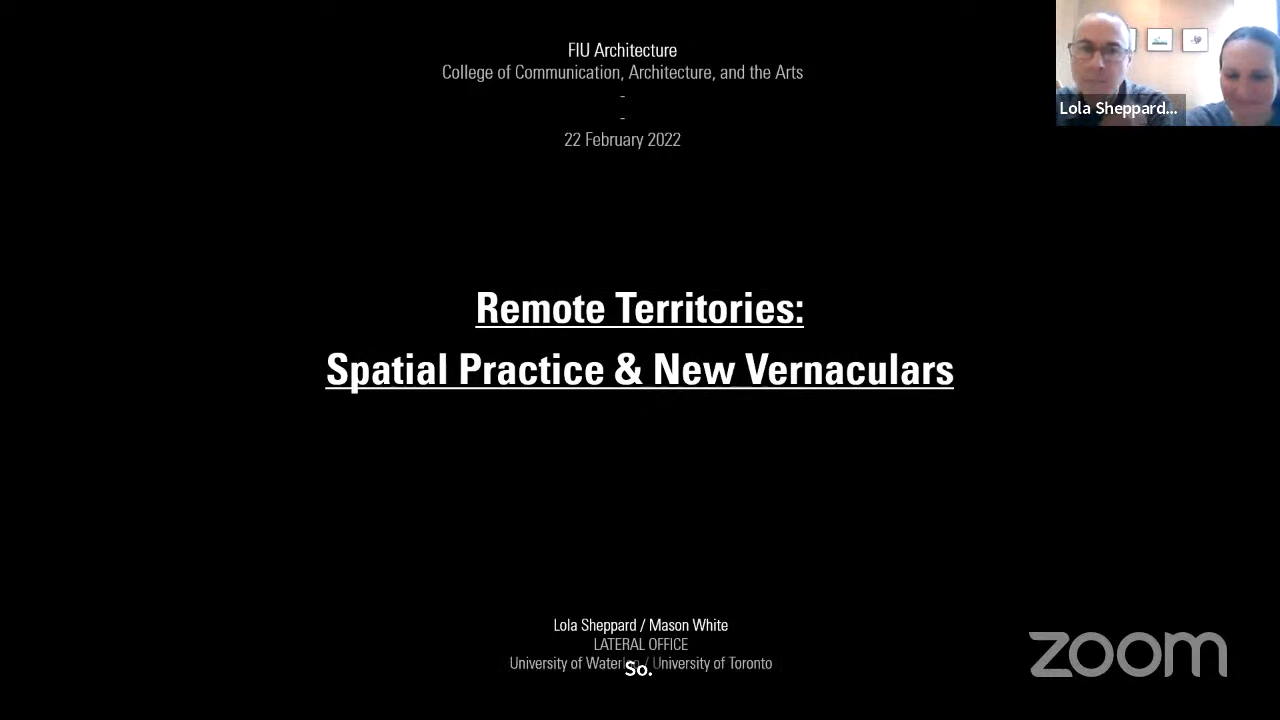 FIU Architecture
College of Communication, Architecture, and the Arts
-
-
22 February 2022
Lola Sheppard...
Remote Territories:
Spatial Practice & New Vernaculars
Lola Sheppard / Mason White
LATERAL OFFICE
University of Waterloo / University of Toronto
So.
zoom